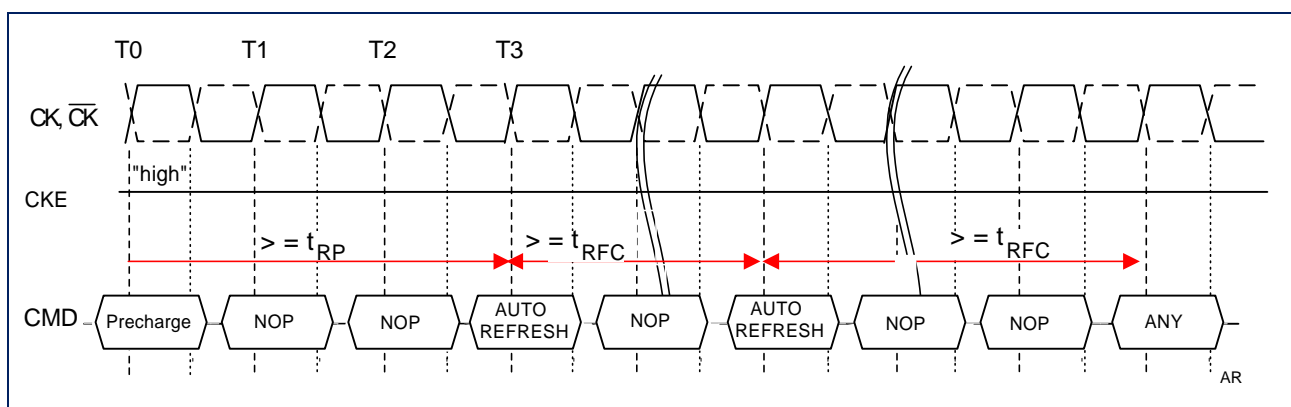 T0 T1 T2 T3
CK, C̅K̅
"high"
CKE
> = tRP > = tRFC > = tRFC
CMD Precharge NOP NOP AUTO REFRESH NOP AUTO REFRESH NOP NOP ANY
AR